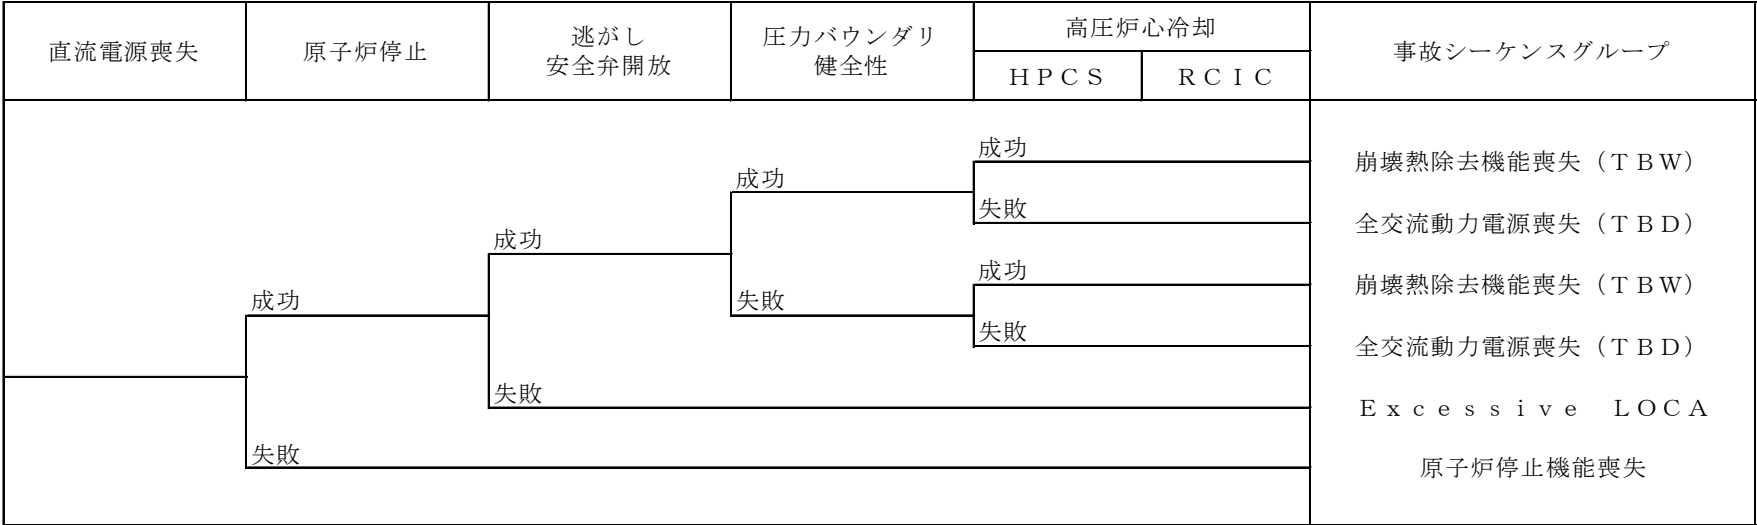 直流電源喪失
原子炉停止
逃がし
安全弁開放
圧力バウンダリ
健全性
高圧炉心冷却
ＨＰＣＳ
ＲＣＩＣ
事故シーケンスグループ
成功
崩壊熱除去機能喪失（ＴＢＷ）
成功
失敗
全交流動力電源喪失（ＴＢＤ）
成功
成功
崩壊熱除去機能喪失（ＴＢＷ）
成功
失敗
失敗
全交流動力電源喪失（ＴＢＤ）
失敗
Ｅｘｃｅｓｓｉｖｅ　ＬＯＣＡ
失敗
原子炉停止機能喪失